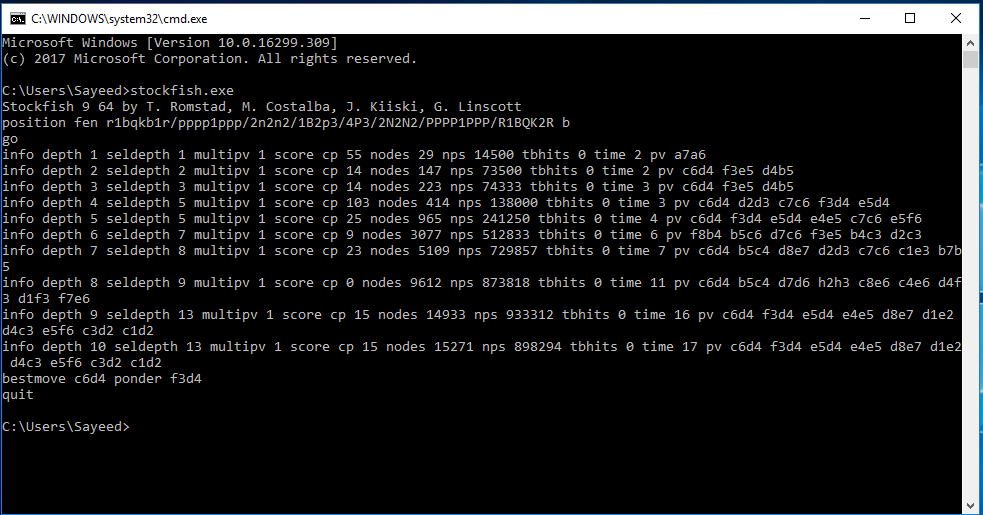 C:\WINDOWS\system32\cmd.exe
Microsoft Windows [Version 10.0.16299.309]
(c) 2017 Microsoft Corporation. All rights reserved.
C:\Users\Sayeed>stockfish.exe
Stockfish 9 64 by T. Romstad, M. Costalba, J. Kiiski, G. Linscott
position fen r1bqkb1r/pppp1ppp/2n2n2/1B2p3/4P3/2N2N2/PPPP1PPP/R1BQK2R b
go
info depth 1 seldepth 1 multipv 1 score cp 55 nodes 29 nps 14500 tbhits 0 time 2 pv a7a6
info depth 2 seldepth 2 multipv 1 score cp 14 nodes 147 nps 73500 tbhits 0 time 2 pv c6d4 f3e5 d4b5
info depth 3 seldepth 3 multipv 1 score cp 14 nodes 223 nps 74333 tbhits 0 time 3 pv c6d4 f3e5 d4b5
info depth 4 seldepth 5 multipv 1 score cp 103 nodes 414 nps 138000 tbhits 0 time 3 pv c6d4 d2d3 c7c6 f3d4 e5d4
info depth 5 seldepth 5 multipv 1 score cp 25 nodes 965 nps 241250 tbhits 0 time 4 pv c6d4 f3d4 e5d4 e4e5 c7c6 e5f6
info depth 6 seldepth 7 multipv 1 score cp 9 nodes 3077 nps 512833 tbhits 0 time 6 pv f8b4 b5c6 d7c6 f3e5 b4c3 d2c3
info depth 7 seldepth 8 multipv 1 score cp 23 nodes 5109 nps 729857 tbhits 0 time 7 pv c6d4 b5c4 d8e7 d2d3 c7c6 c1e3 b7b
5
info depth 8 seldepth 9 multipv 1 score cp 0 nodes 9612 nps 873818 tbhits 0 time 11 pv c6d4 b5c4 d7d6 h2h3 c8e6 c4e6 d4f
3 d1f3 f7e6
info depth 9 seldepth 13 multipv 1 score cp 15 nodes 14933 nps 933312 tbhits 0 time 16 pv c6d4 f3d4 e5d4 e4e5 d8e7 d1e2
d4c3 e5f6 c3d2 c1d2
info depth 10 seldepth 13 multipv 1 score cp 15 nodes 15271 nps 898294 tbhits 0 time 17 pv c6d4 f3d4 e5d4 e4e5 d8e7 d1e2
d4c3 e5f6 c3d2 c1d2
bestmove c6d4 ponder f3d4
quit
C:\Users\Sayeed>